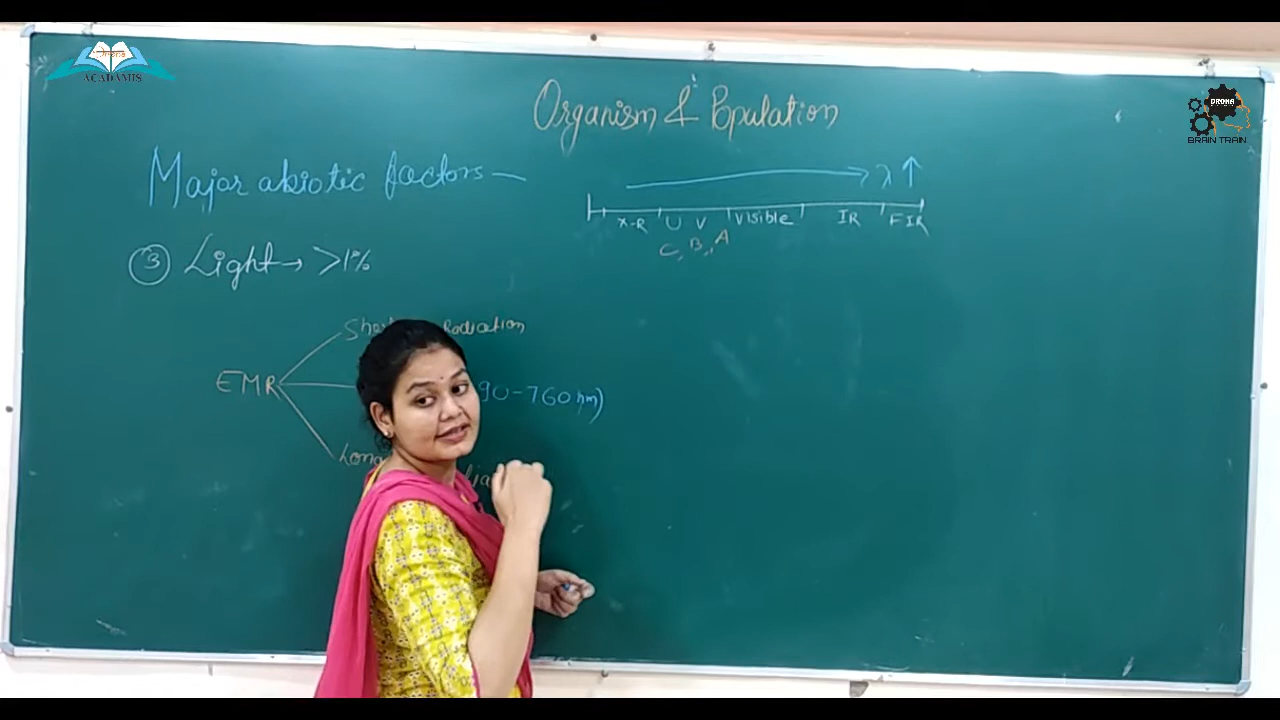 ACADAMIS
DRONA
BRAIN TRAIN
Organism & Population
Major abiotic factors —
λ ↑
X-R U V Visible IR FIR
C, B, A
③ Light → >1%
Radiation
EMR
90-760 nm)
Long